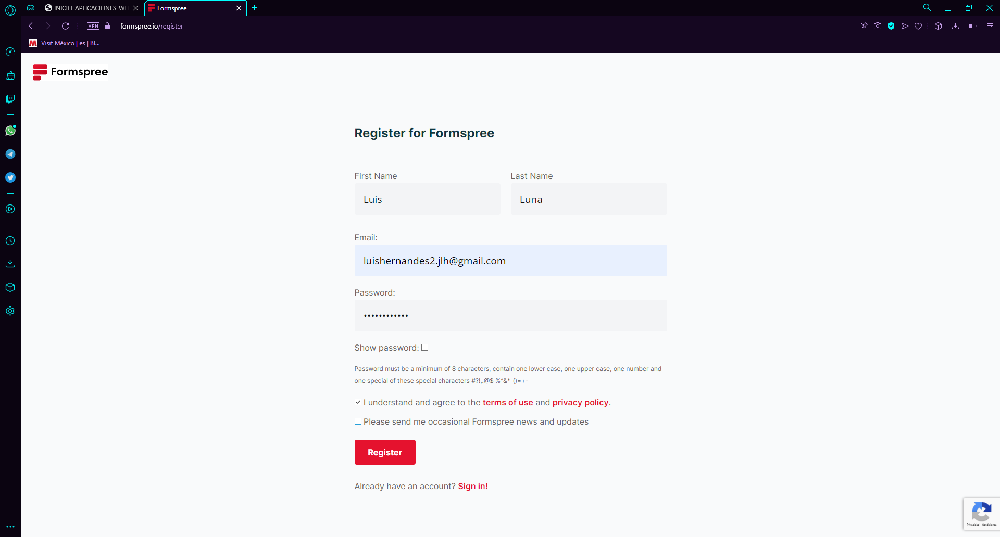 INICIO_APLICACIONES_WE
Formspree
VPN
formspree.io/register
Visit México | es | Bl...
Formspree
Register for Formspree
First Name
Last Name
Luis
Luna
Email:
luishernandes2.jlh@gmail.com
Password:
••••••••••••
Show password:
Password must be a minimum of 8 characters, contain one lower case, one upper case, one number and
one special of these special characters #?!,.@$ %^&*_()=+-
I understand and agree to the terms of use and privacy policy.
Please send me occasional Formspree news and updates
Register
Already have an account? Sign in!
Privacidad - Condiciones